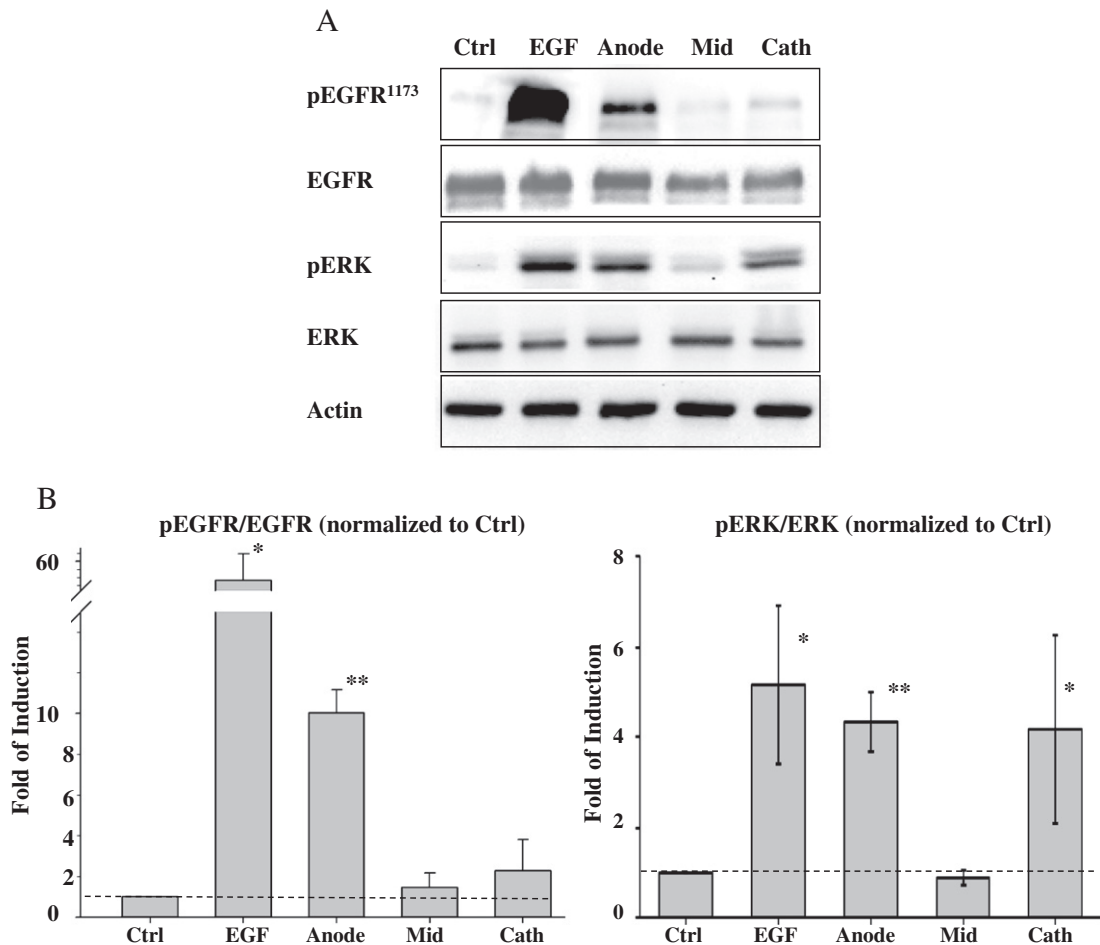 A
Ctrl EGF Anode Mid Cath
pEGFR1173
EGFR
pERK
ERK
Actin
B
pEGFR/EGFR (normalized to Ctrl)
Fold of Induction
60
10
8
6
4
2
0
*
**
Ctrl EGF Anode Mid Cath
pERK/ERK (normalized to Ctrl)
Fold of Induction
8
6
4
2
0
*
**
*
Ctrl EGF Anode Mid Cath